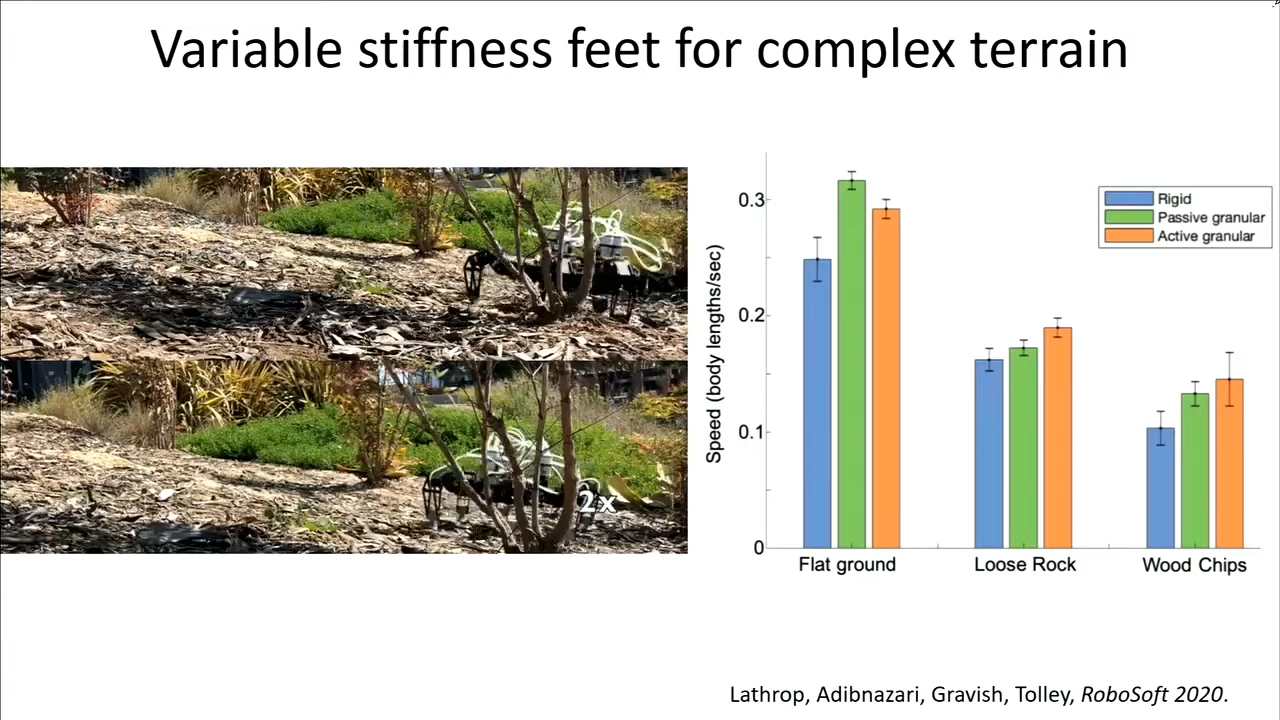 Variable stiffness feet for complex terrain
2x
Speed (body lengths/sec)
0.3
0.2
0.1
0
Rigid
Passive granular
Active granular
Flat ground
Loose Rock
Wood Chips
Lathrop, Adibnazari, Gravish, Tolley, RoboSoft 2020.